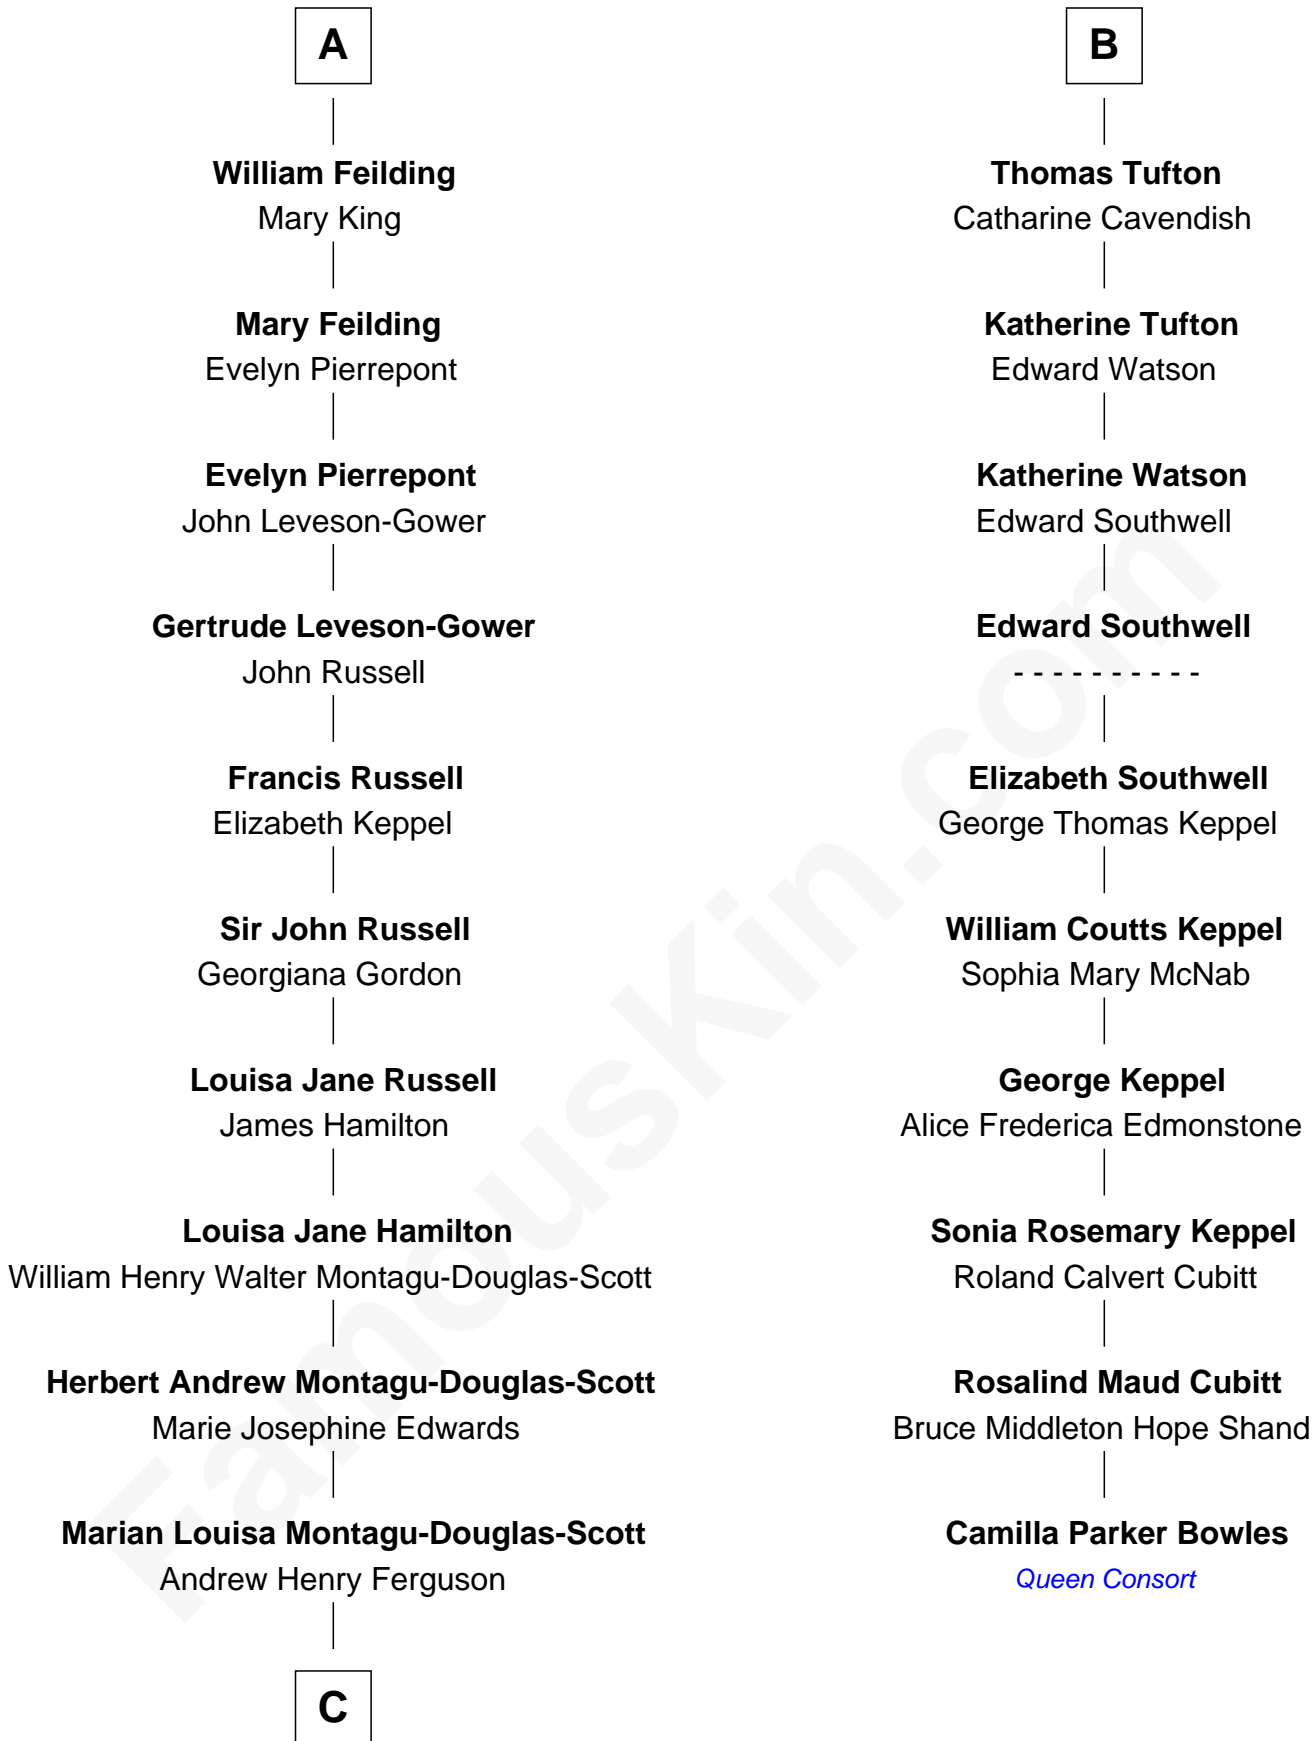 A
William Feilding
Mary King
Mary Feilding
Evelyn Pierrepont
Evelyn Pierrepont
John Leveson-Gower
Gertrude Leveson-Gower
John Russell
Francis Russell
Elizabeth Keppel
Sir John Russell
Georgiana Gordon
Louisa Jane Russell
James Hamilton
Louisa Jane Hamilton
William Henry Walter Montagu-Douglas-Scott
Herbert Andrew Montagu-Douglas-Scott
Marie Josephine Edwards
Marian Louisa Montagu-Douglas-Scott
Andrew Henry Ferguson
C
B
Thomas Tufton
Catharine Cavendish
Katherine Tufton
Edward Watson
Katherine Watson
Edward Southwell
Edward Southwell
- - - - - - - - - -
Elizabeth Southwell
George Thomas Keppel
William Coutts Keppel
Sophia Mary McNab
George Keppel
Alice Frederica Edmonstone
Sonia Rosemary Keppel
Roland Calvert Cubitt
Rosalind Maud Cubitt
Bruce Middleton Hope Shand
Camilla Parker Bowles
Queen Consort
FamousKin.com